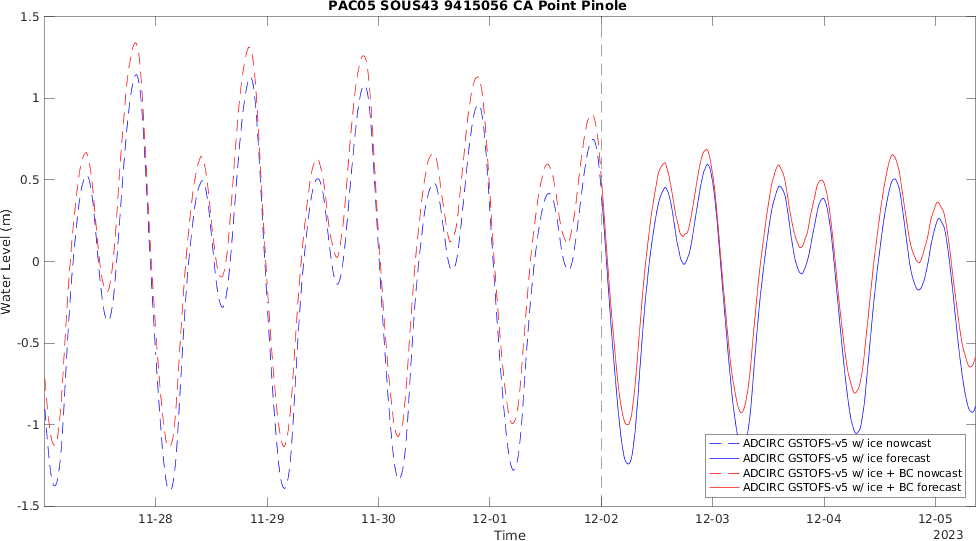 PAC05 SOUS43 9415056 CA Point Pinole
1.5
1
0.5
0
-0.5
-1
-1.5
Water Level (m)
11-28
11-29
11-30
12-01
12-02
12-03
12-04
12-05
Time
2023
ADCIRC GSTOFS-v5 w/ ice nowcast
ADCIRC GSTOFS-v5 w/ ice forecast
ADCIRC GSTOFS-v5 w/ ice + BC nowcast
ADCIRC GSTOFS-v5 w/ ice + BC forecast